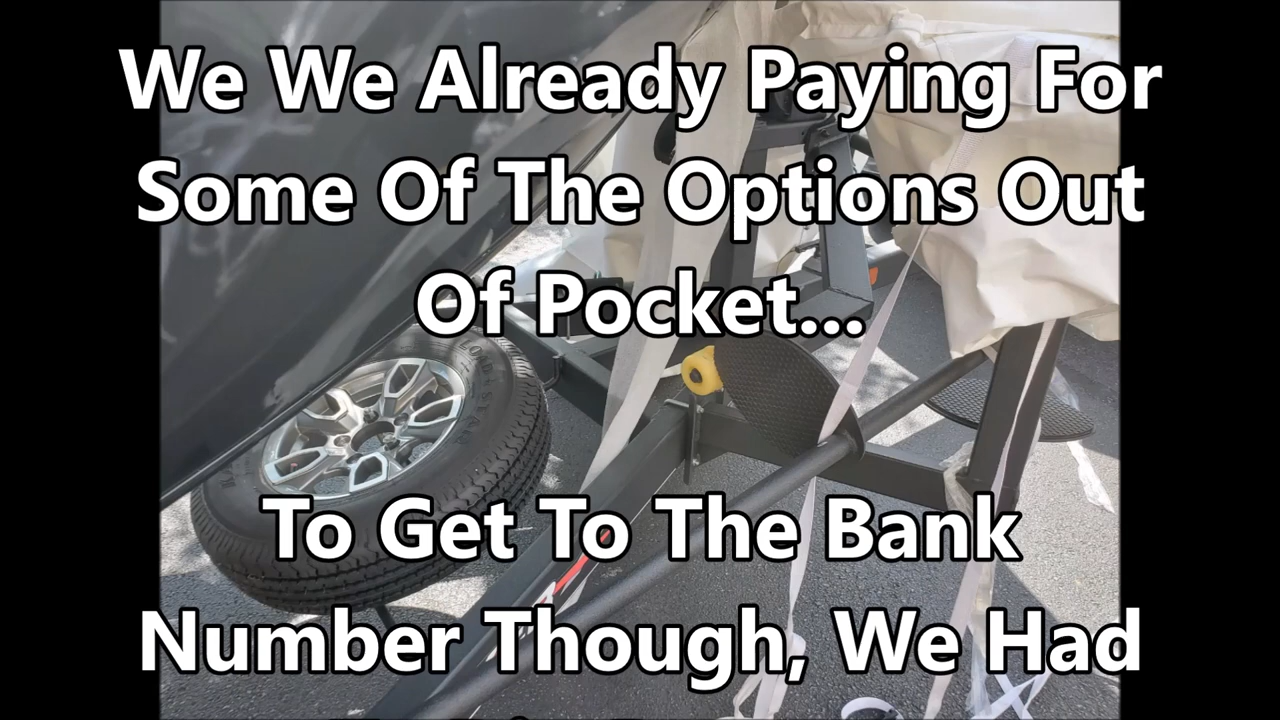 We We Already Paying For
Some Of The Options Out
Of Pocket...
To Get To The Bank
Number Though, We Had
LOADSTAR